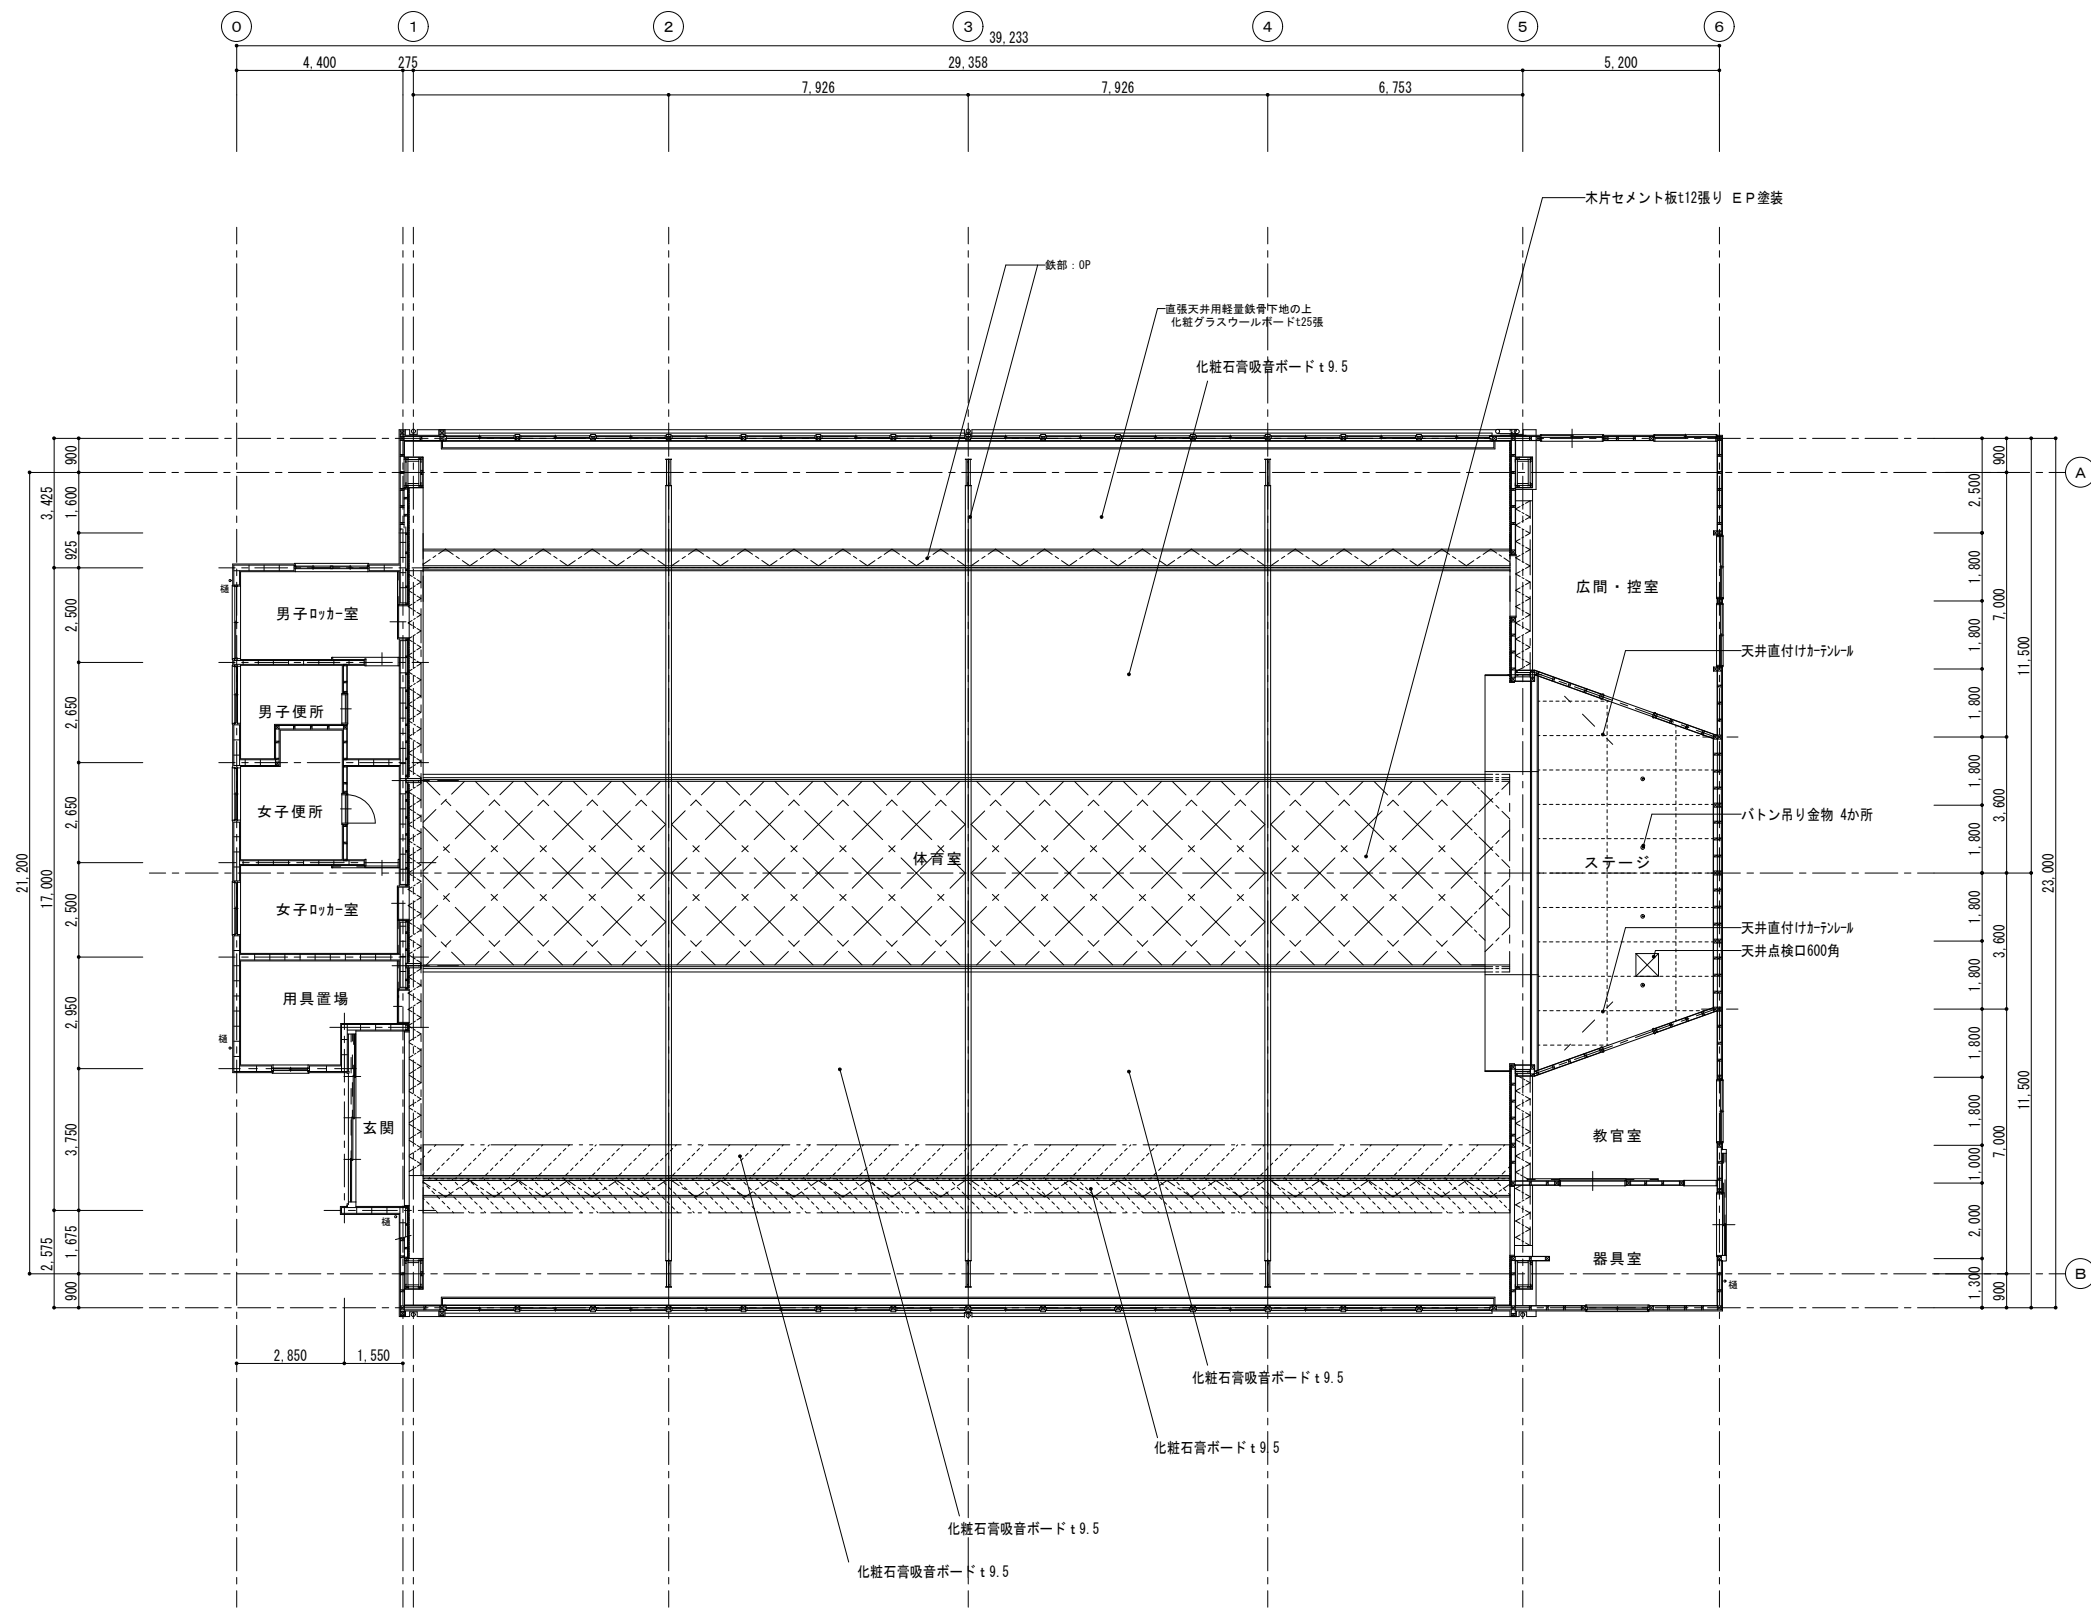 0
1
2
3
4
5
6
39,233
4,400
275
29,358
5,200
7,926
7,926
6,753
木片セメント板t12張り EP塗装
鉄部：OP
直張天井用軽量鉄骨下地の上
化粧グラスウールボードt25張
化粧石膏吸音ボードt9.5
A
B
900
1,600
925
2,500
2,650
2,650
2,500
2,950
3,750
1,675
900
3,425
17,000
2,575
21,200
男子ロッカー室
男子便所
女子便所
女子ロッカー室
用具置場
玄関
樋
樋
樋
樋
体育室
広間・控室
ステージ
教官室
器具室
天井直付けカーテンレール
バトン吊り金物 4か所
天井直付けカーテンレール
天井点検口600角
2,500
1,800
1,800
1,800
1,800
1,800
1,800
1,800
1,800
1,800
1,000
2,000
1,300
900
7,000
3,600
3,600
7,000
900
11,500
11,500
23,000
2,850
1,550
化粧石膏吸音ボードt9.5
化粧石膏ボードt9.5
化粧石膏吸音ボードt9.5
化粧石膏吸音ボードt9.5